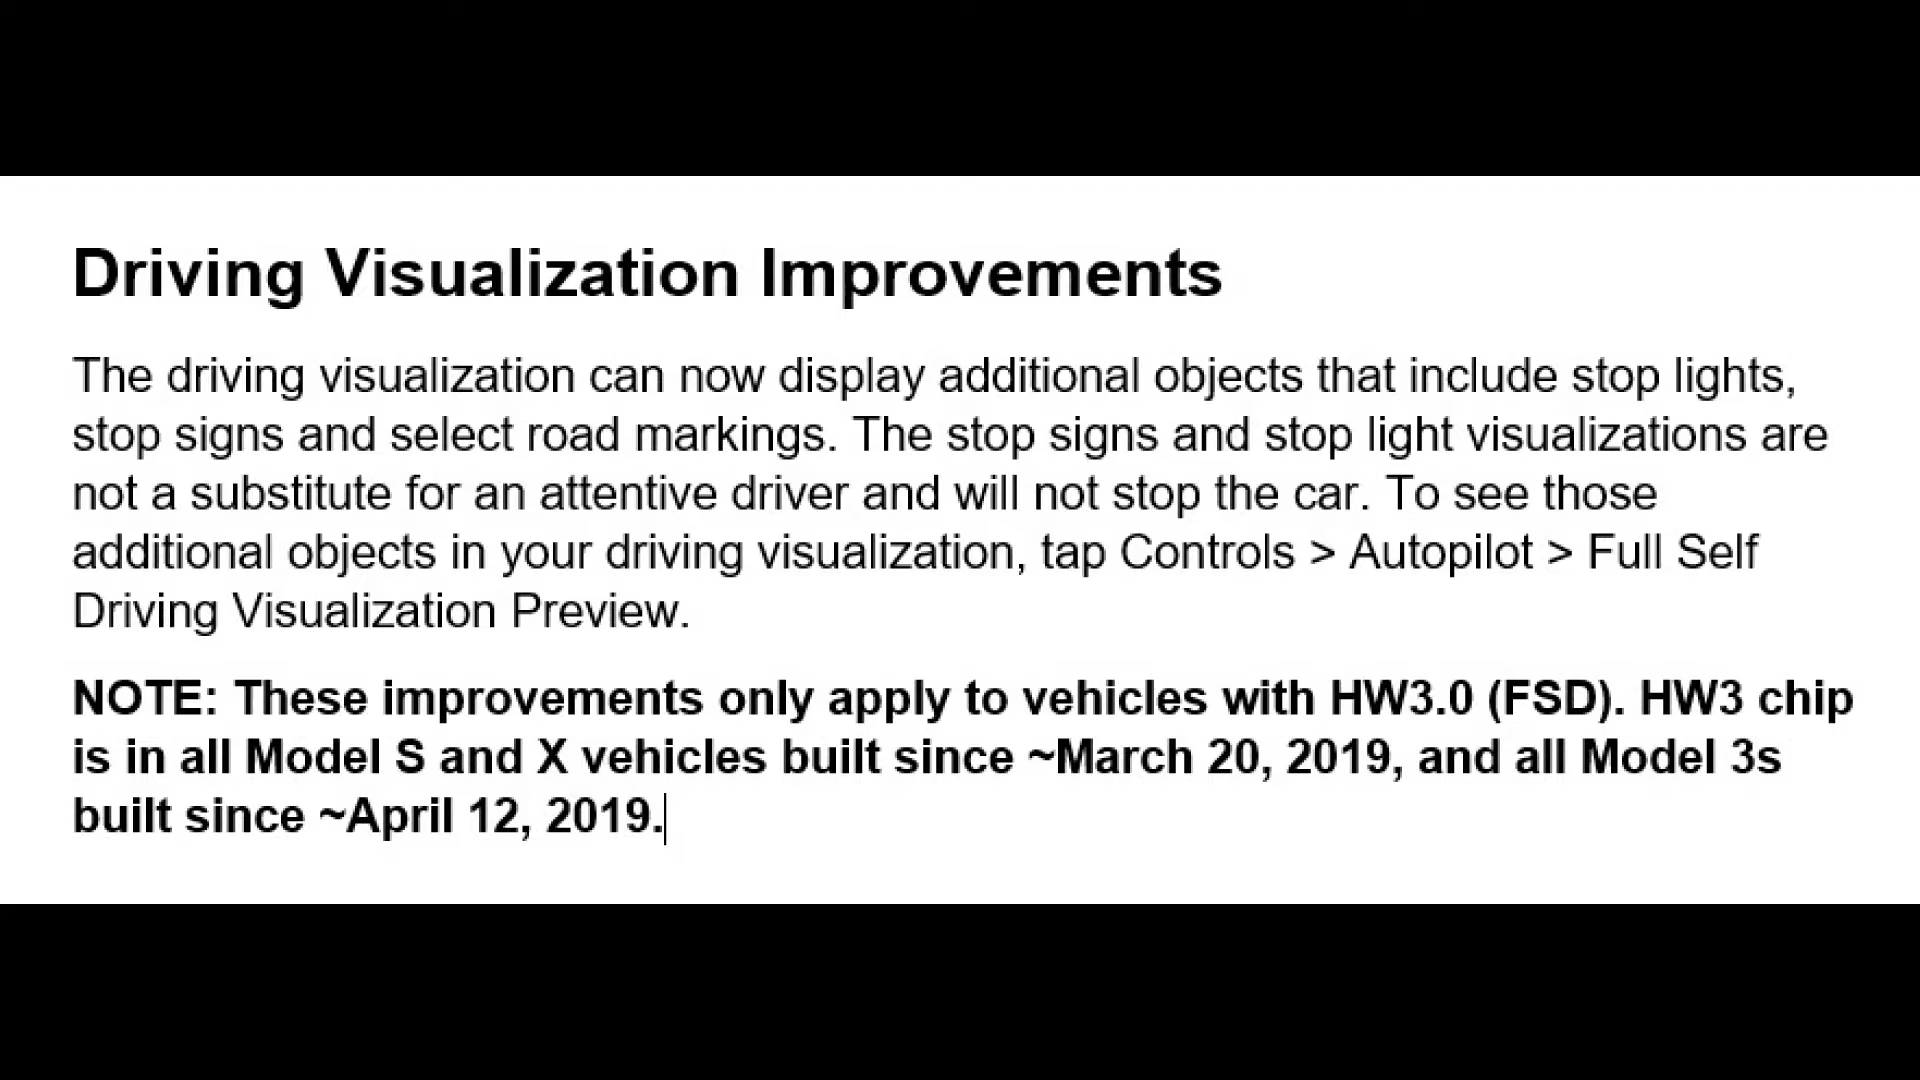 Driving Visualization Improvements
The driving visualization can now display additional objects that include stop lights,
stop signs and select road markings. The stop signs and stop light visualizations are
not a substitute for an attentive driver and will not stop the car. To see those
additional objects in your driving visualization, tap Controls > Autopilot > Full Self
Driving Visualization Preview.
NOTE: These improvements only apply to vehicles with HW3.0 (FSD). HW3 chip
is in all Model S and X vehicles built since ~March 20, 2019, and all Model 3s
built since ~April 12, 2019.